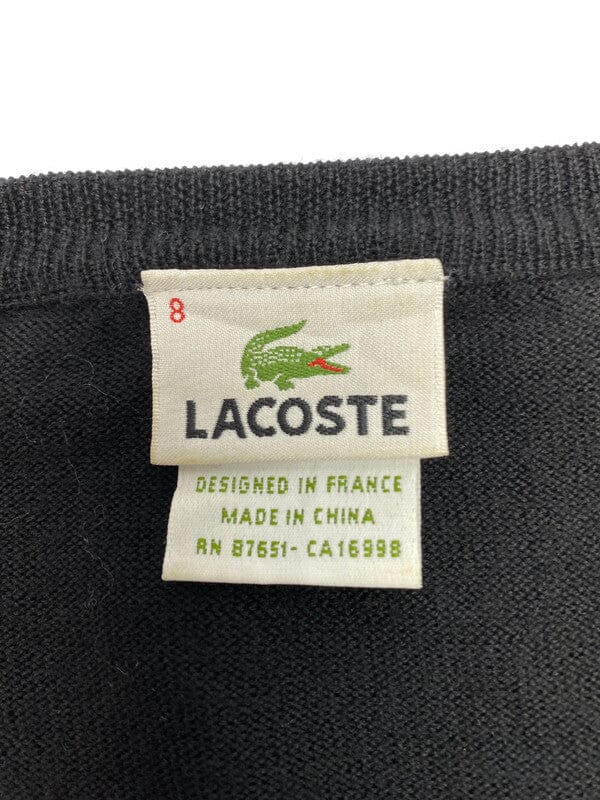 8
LACOSTE
DESIGNED IN FRANCE
MADE IN CHINA
RN 87651- CA16998